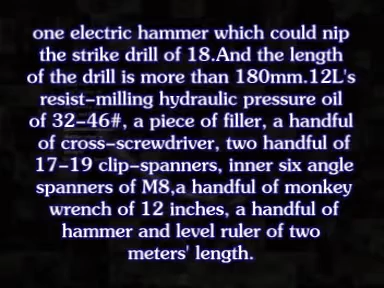 one electric hammer which could nip
the strike drill of 18.And the length
of the drill is more than 180mm.12L's
resist-milling hydraulic pressure oil
of 32-46#, a piece of filler, a handful
of cross-screwdriver, two handful of
17-19 clip-spanners, inner six angle
spanners of M8,a handful of monkey
wrench of 12 inches, a handful of
hammer and level ruler of two
meters' length.